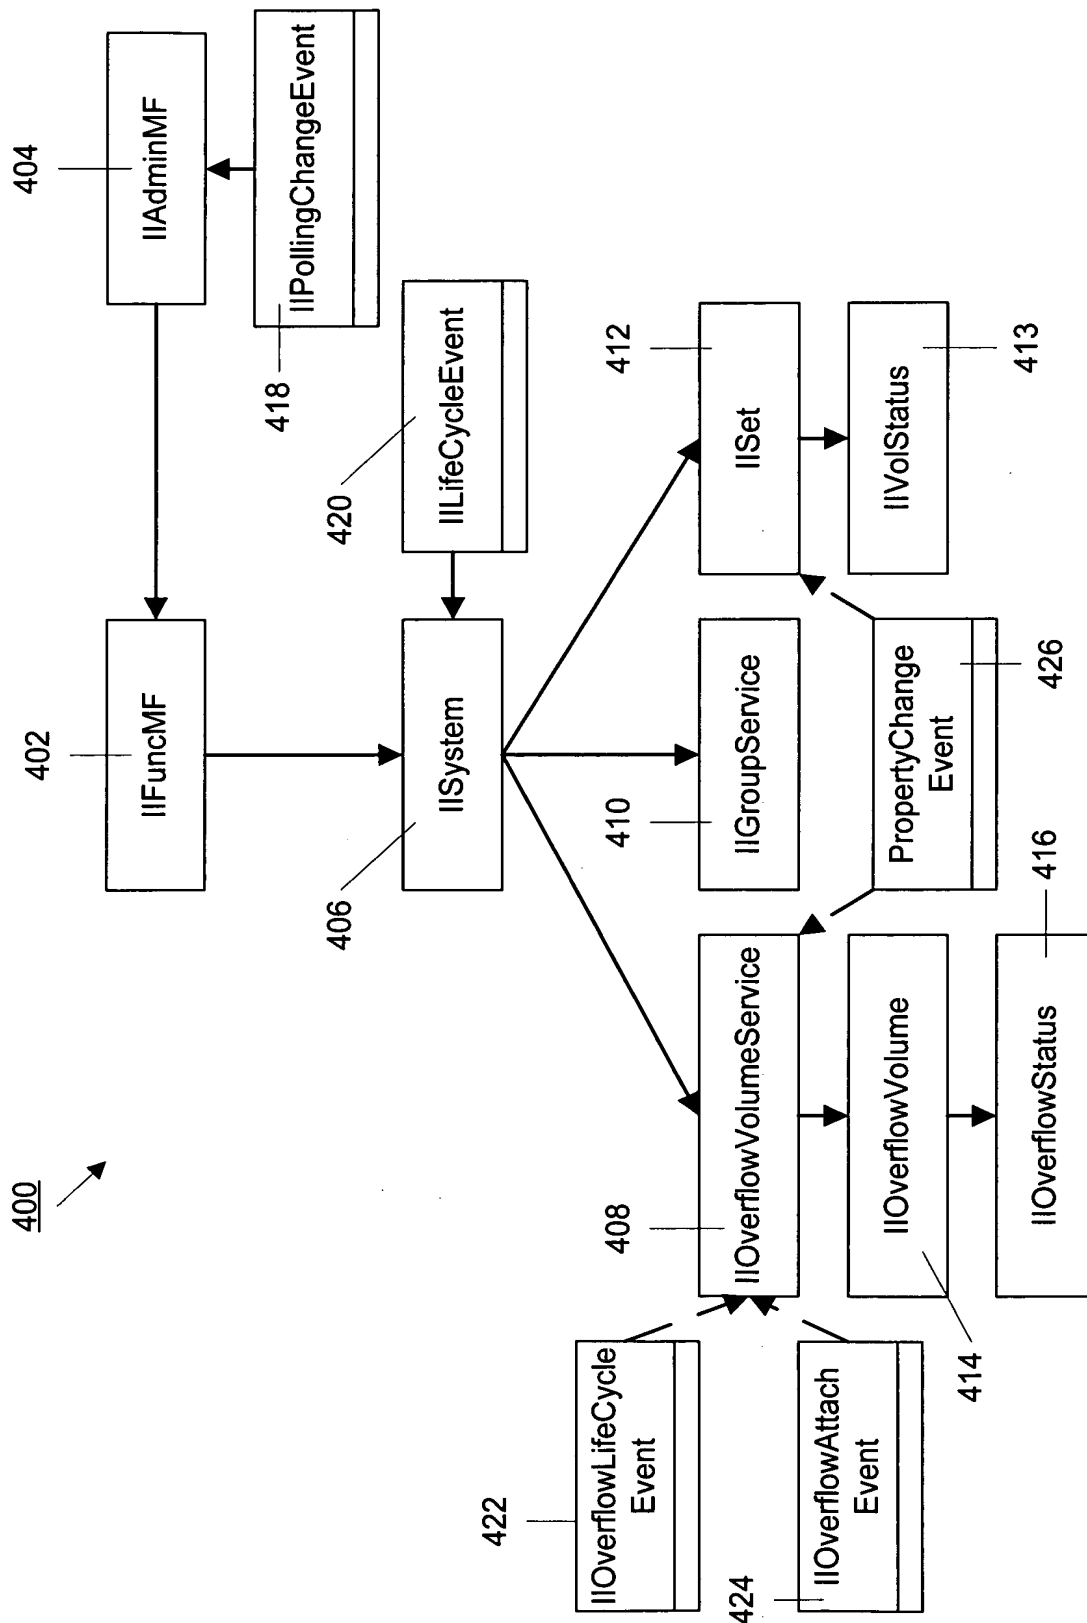 400
402
404
IIFuncMF
IIAdminMF
418
IIPollingChangeEvent
420
406
IISystem
IILifeCycleEvent
408
410
412
IIOverflowVolumeService
IIGroupService
IISet
422
IIOverflowLifeCycle
Event
424
IIOverflowAttach
Event
414
IIOverflowVolume
PropertyChange
Event
426
IIVolStatus
413
416
IIOverflowStatus